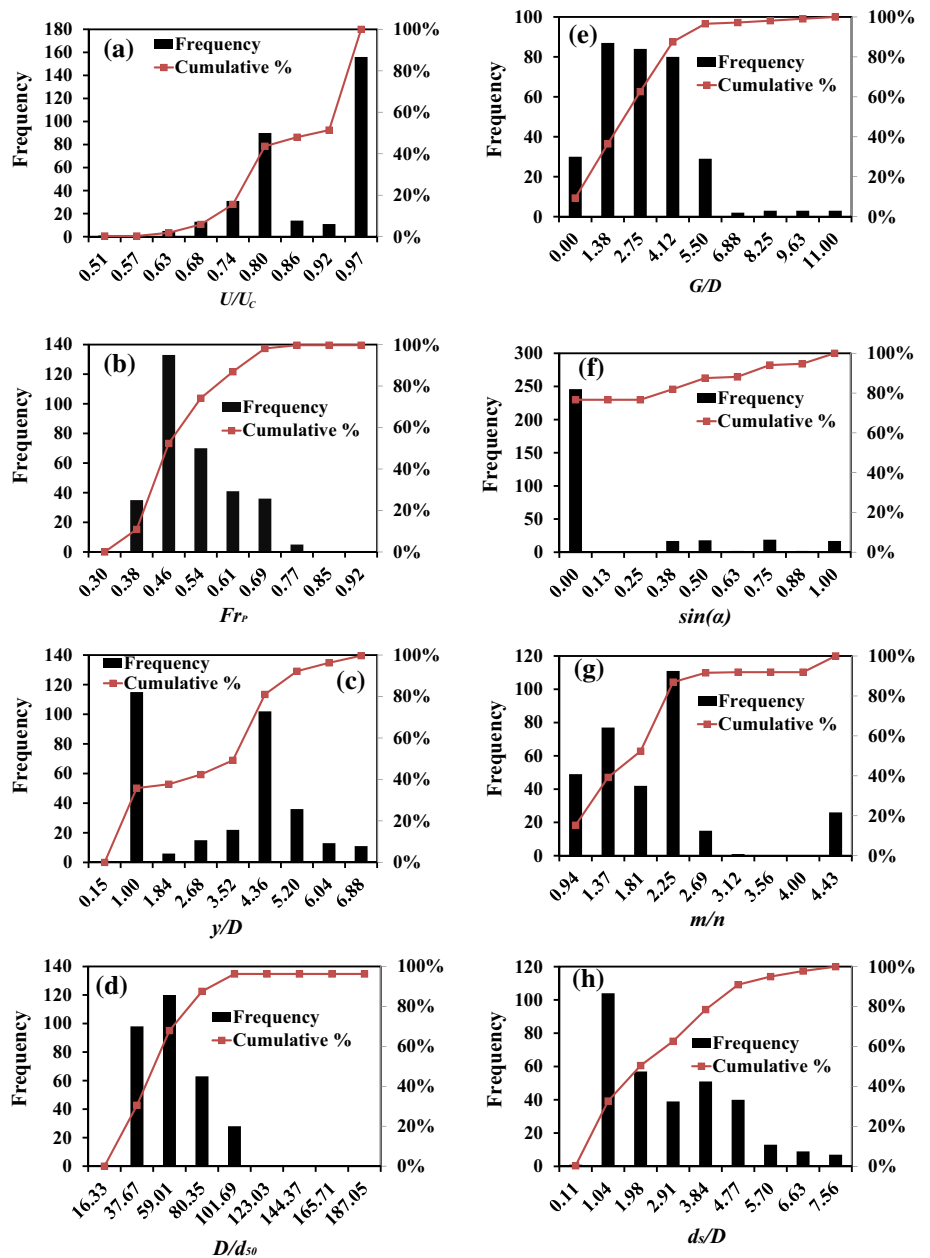 (a)
Frequency
Cumulative %
Frequency
180
160
140
120
100
80
60
40
20
0
100%
80%
60%
40%
20%
0%
0.51 0.57 0.63 0.68 0.74 0.80 0.86 0.92 0.97
U/Uc
(e)
Frequency
Cumulative %
Frequency
100
80
60
40
20
0
100%
80%
60%
40%
20%
0%
0.00 1.38 2.75 4.12 5.50 6.88 8.25 9.63 11.00
G/D
(b)
Frequency
Cumulative %
Frequency
140
120
100
80
60
40
20
0
100%
80%
60%
40%
20%
0%
0.30 0.38 0.46 0.54 0.61 0.69 0.77 0.85 0.92
FrP
(f)
Frequency
Cumulative %
Frequency
300
250
200
150
100
50
0
100%
80%
60%
40%
20%
0%
0.00 0.13 0.25 0.38 0.50 0.63 0.75 0.88 1.00
sin(α)
(c)
Frequency
Cumulative %
Frequency
140
120
100
80
60
40
20
0
100%
80%
60%
40%
20%
0%
0.15 1.00 1.84 2.68 3.52 4.36 5.20 6.04 6.88
y/D
(g)
Frequency
Cumulative %
Frequency
120
100
80
60
40
20
0
100%
80%
60%
40%
20%
0%
0.94 1.37 1.81 2.25 2.69 3.12 3.56 4.00 4.43
m/n
(d)
Frequency
Cumulative %
Frequency
140
120
100
80
60
40
20
0
100%
80%
60%
40%
20%
0%
16.33 37.67 59.01 80.35 101.69 123.03 144.37 165.71 187.05
D/d50
(h)
Frequency
Cumulative %
Frequency
120
100
80
60
40
20
0
100%
80%
60%
40%
20%
0%
0.11 1.04 1.98 2.91 3.84 4.77 5.70 6.63 7.56
ds/D